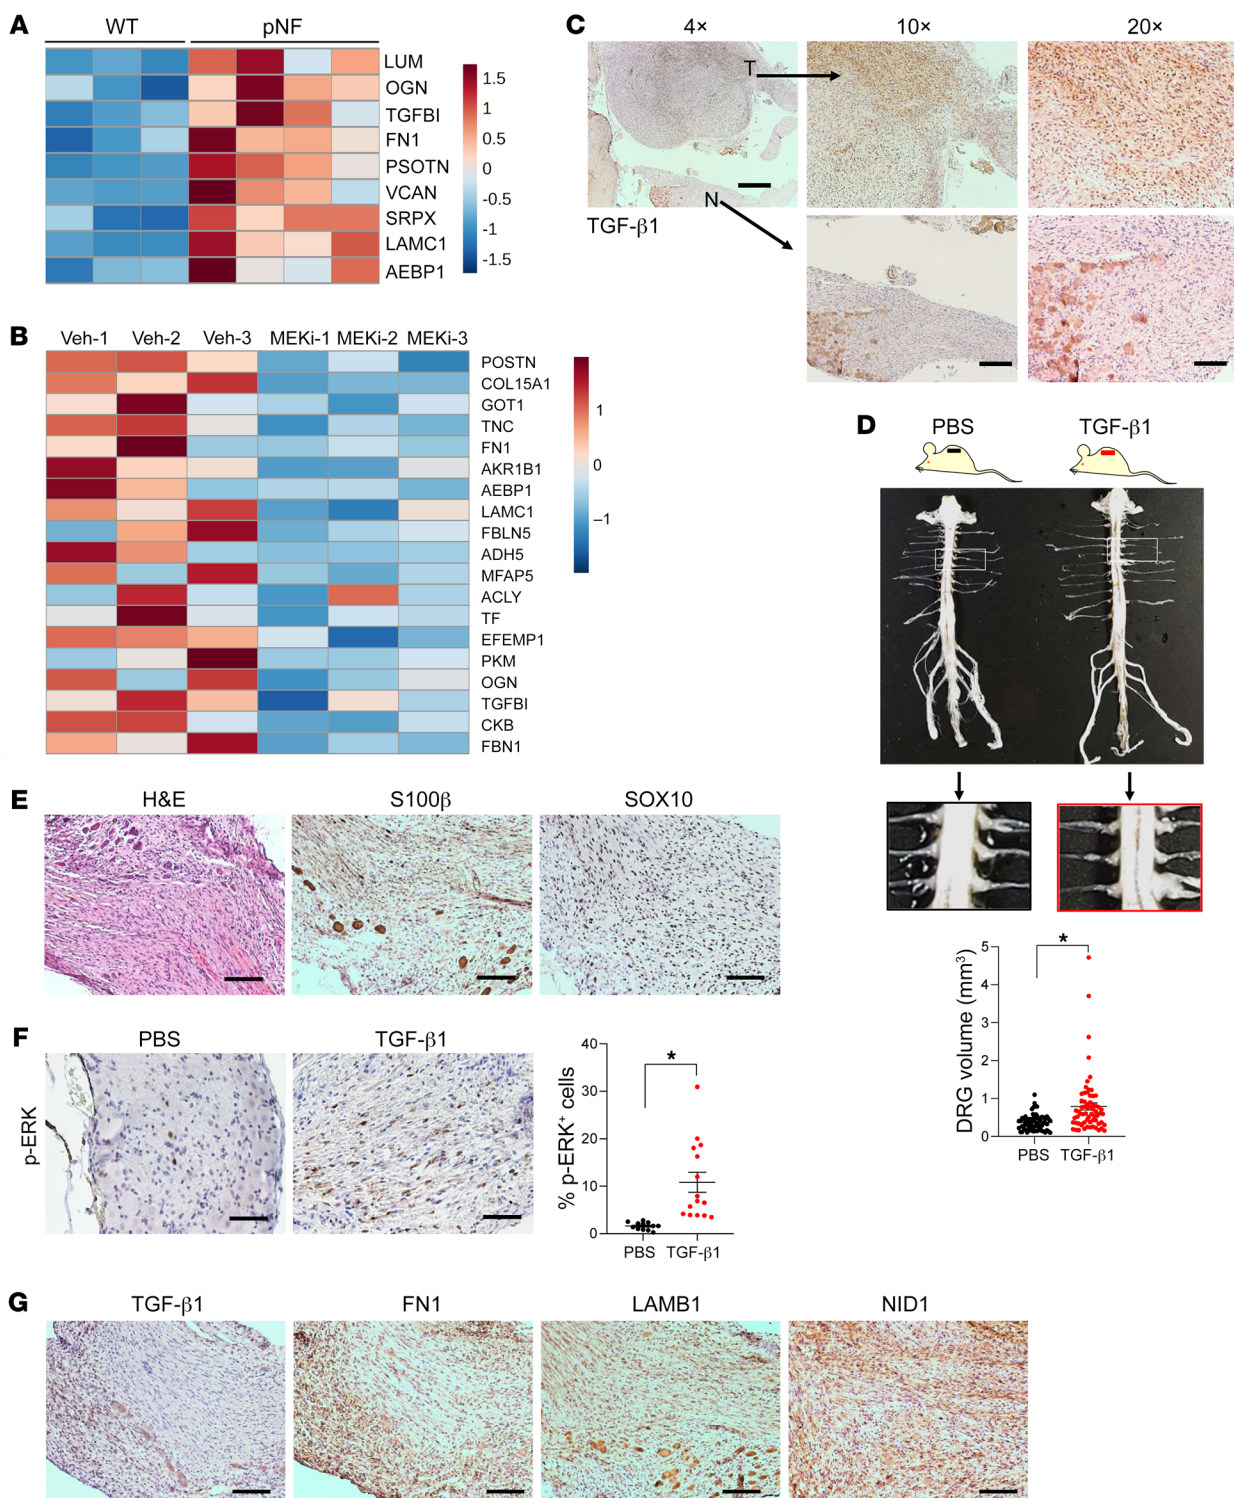 A
WT
pNF
LUM
OGN
TGFBI
FN1
PSOTN
VCAN
SRPX
LAMC1
AEBP1
1.5
1
0.5
0
-0.5
-1
-1.5
B
Veh-1
Veh-2
Veh-3
MEKi-1
MEKi-2
MEKi-3
POSTN
COL15A1
GOT1
TNC
FN1
AKR1B1
AEBP1
LAMC1
FBLN5
ADH5
MFAP5
ACLY
TF
EFEMP1
PKM
OGN
TGFBI
CKB
FBN1
1
0
–1
C
4×
10×
20×
T
N
TGF-β1
D
PBS
TGF-β1
*
DRG volume (mm3)
5
4
3
2
1
0
PBS
TGF-β1
E
H&E
S100β
SOX10
F
PBS
TGF-β1
p-ERK
*
% p-ERK+ cells
40
30
20
10
0
PBS
TGF-β1
G
TGF-β1
FN1
LAMB1
NID1